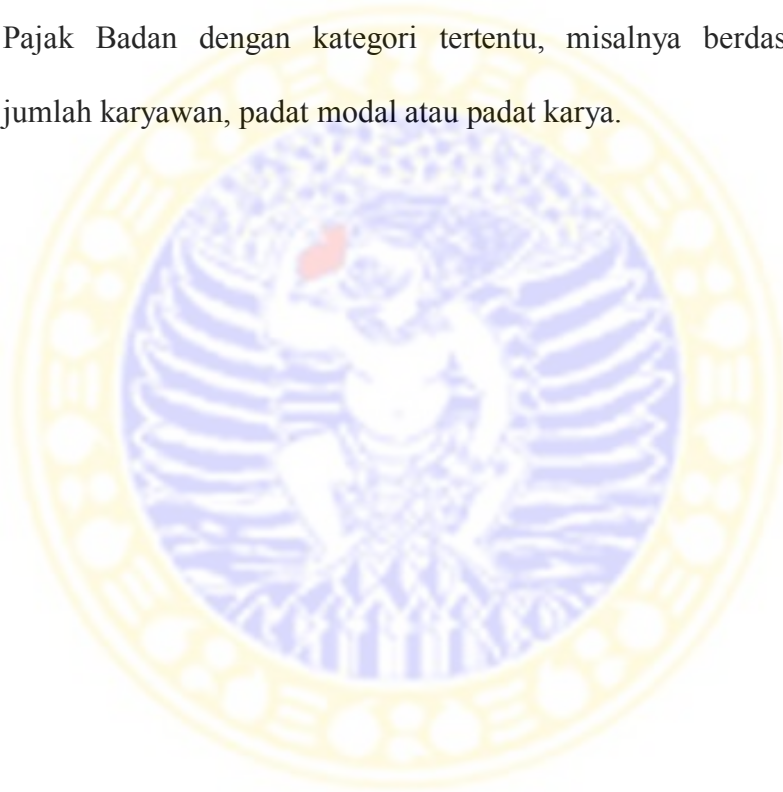 Pajak Badan dengan kategori tertentu, misalnya berdas
jumlah karyawan, padat modal atau padat karya.